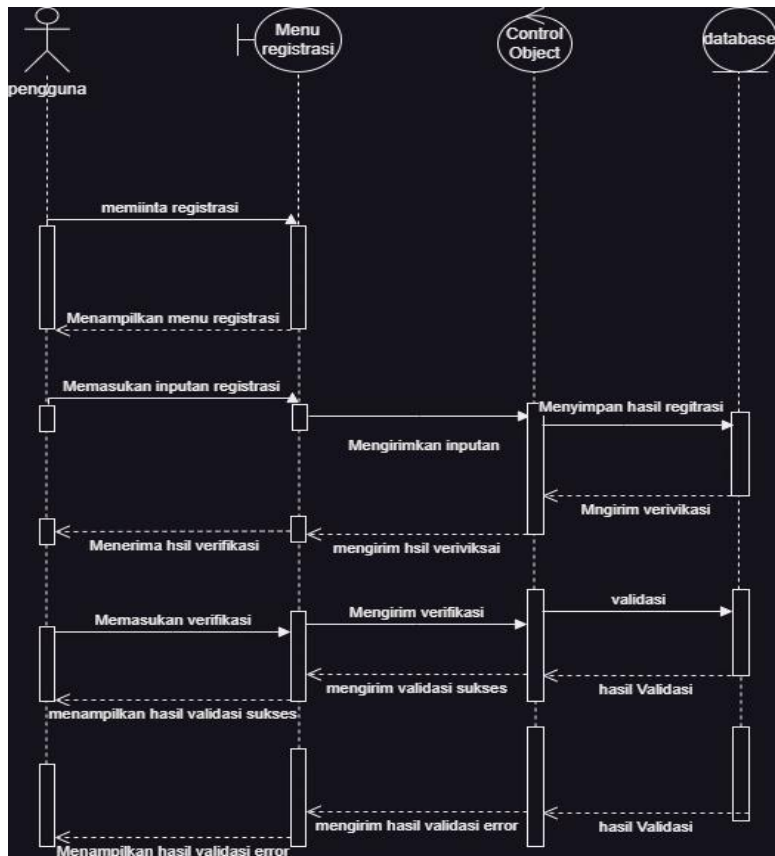 Menu
registrasi
Control
Object
database
pengguna
memiinta registrasi
Menampilkan menu registrasi
Memasukan inputan registrasi
Menyimpan hasil regitrasi
Mengirimkan inputan
Mngirim verivikasi
Menerima hsil verifikasi
mengirim hsil veriviksai
Memasukan verifikasi
Mengirim verifikasi
validasi
mengirim validasi sukses
hasil Validasi
menampilkan hasil validasi sukses
mengirim hasil validasi error
hasil Validasi
Menampilkan hasil validasi error